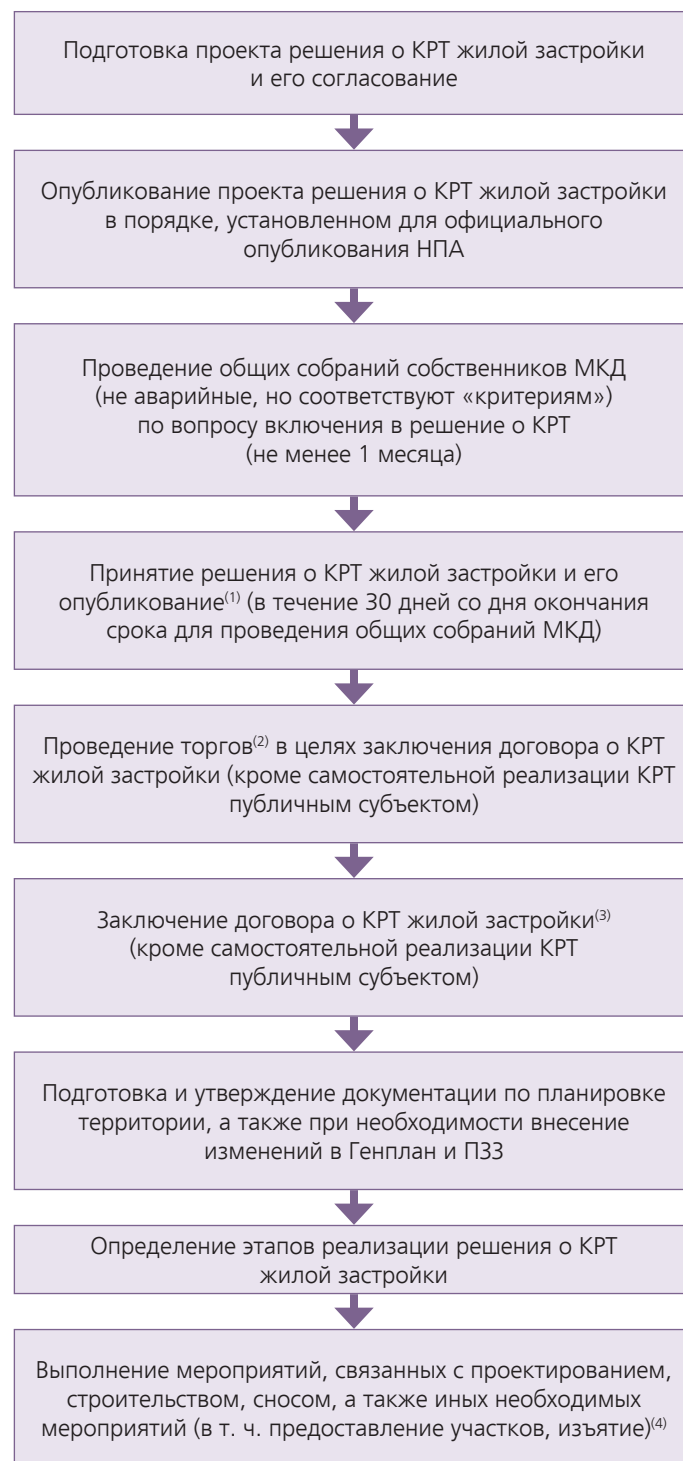 Подготовка проекта решения о КРТ жилой застройки
и его согласование
Опубликование проекта решения о КРТ жилой застройки
в порядке, установленном для официального
опубликования НПА
Проведение общих собраний собственников МКД
(не аварийные, но соответствуют «критериям»)
по вопросу включения в решение о КРТ
(не менее 1 месяца)
Принятие решения о КРТ жилой застройки и его
опубликование(1) (в течение 30 дней со дня окончания
срока для проведения общих собраний МКД)
Проведение торгов(2) в целях заключения договора о КРТ
жилой застройки (кроме самостоятельной реализации КРТ
публичным субъектом)
Заключение договора о КРТ жилой застройки(3)
(кроме самостоятельной реализации КРТ
публичным субъектом)
Подготовка и утверждение документации по планировке
территории, а также при необходимости внесение
изменений в Генплан и ПЗЗ
Определение этапов реализации решения о КРТ
жилой застройки
Выполнение мероприятий, связанных с проектированием,
строительством, сносом, а также иных необходимых
мероприятий (в т. ч. предоставление участков, изъятие)(4)